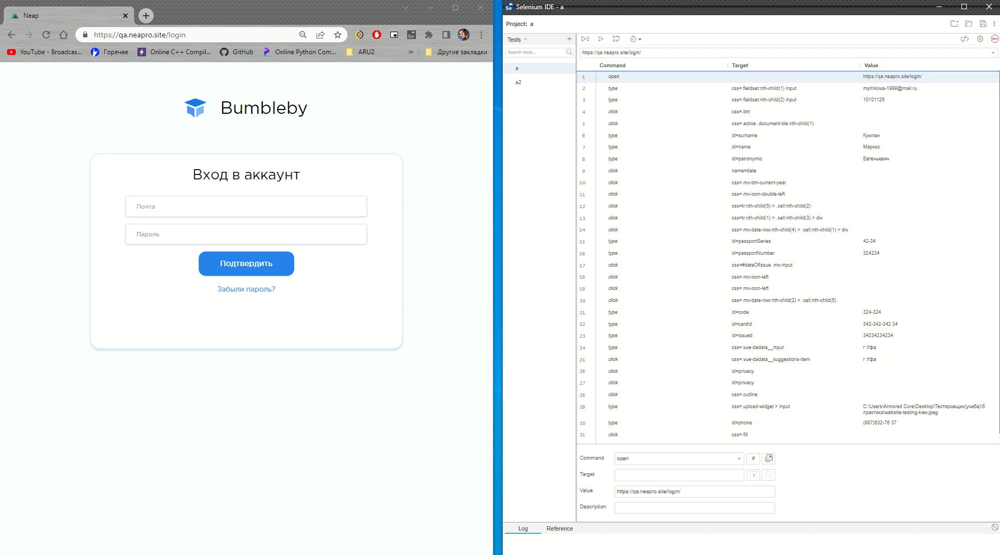 Neap
https://qa.neapro.site/login
YouTube - Broadcas...
Горячее
Online C++ Compil...
GitHub
Online Python Com...
ARU2
»
Другие закладки
Bumbleby
Вход в аккаунт
Почта
Пароль
Подтвердить
Забыли пароль?
Selenium IDE - a
Project: a
Tests
Search tests...
a
a2
REC
https://qa.neapro.site/login/
Command Target Value
1 open https://qa.neapro.site/login/
2 type css=.fieldset:nth-child(1) input mylnikova-1999@mail.ru
3 type css=.fieldset:nth-child(2) input 10101125
4 click css=.btn
5 click css=.active .document-tile:nth-child(1)
6 type id=surname Кумпан
7 type id=name Маркиз
8 type id=patronymic Евгеньевич
9 click name=date
10 click css=.mx-btn-current-year
11 click css=.mx-icon-double-left
12 click css=tr:nth-child(5) > .cell:nth-child(2)
13 click css=tr:nth-child(1) > .cell:nth-child(3) > div
14 click css=.mx-date-row:nth-child(4) > .cell:nth-child(1) > div
15 type id=passportSeries 42-34
16 type id=passportNumber 324234
17 click css=#dateOfIssue .mx-input
18 click css=.mx-icon-left
19 click css=.mx-icon-left
20 click css=.mx-date-row:nth-child(2) > .cell:nth-child(5)
21 type id=code 324-324
22 type id=cardId 342-342-342 34
23 type id=issued 34234234234
24 type css=.vue-dadata__input г Уфа
25 click css=.vue-dadata__suggestions-item г Уфа
26 click id=privacy
27 click id=privacy
28 click css=.outline
29 type css=.upload-widget > input C:\Users\Armored Core\Desktop\Тестировщик(учеба)\5
практика\website-testing-kiev.jpeg
30 type id=phone (987)632-76 37
31 click css=.fill
Command open //
Target
Value https://qa.neapro.site/login/
Description
Log Reference